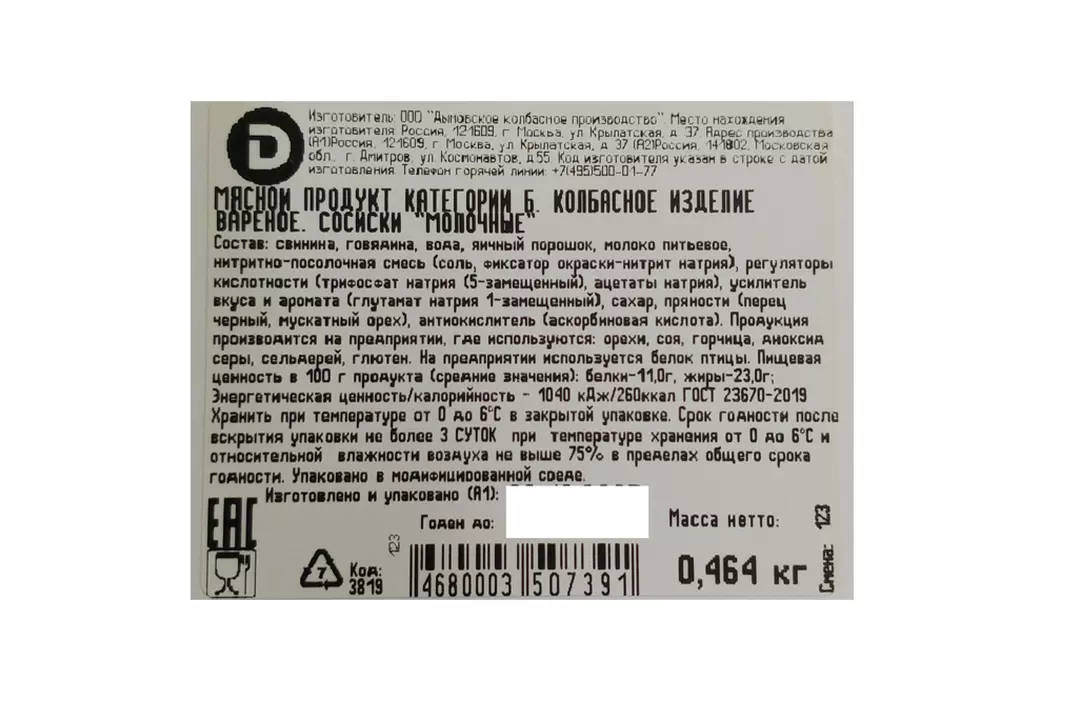 D
Изготовитель: ООО "Дымовское колбасное производство". Место нахождения
изготовителя: Россия, 121609, г. Москва, ул. Крылатская, д. 37. Адрес производства:
(А1)Россия, 121609, г. Москва, ул. Крылатская, д. 37 (А2)Россия, 141802, Московская
обл., г. Дмитров, ул. Космонавтов, д.55. Код изготовителя указан в строке с датой
изготовления. Телефон горячей линии: +7(495)500-01-77
МЯСНОЙ ПРОДУКТ КАТЕГОРИИ Б. КОЛБАСНОЕ ИЗДЕЛИЕ
ВАРЕНОЕ. СОСИСКИ "МОЛОЧНЫЕ"
Состав: свинина, говядина, вода, яичный порошок, молоко питьевое,
нитритно-посолочная смесь (соль, фиксатор окраски-нитрит натрия), регуляторы
кислотности (трифосфат натрия (5-замещенный), ацетаты натрия), усилитель
вкуса и аромата (глутамат натрия 1-замещенный), сахар, пряности (перец
черный, мускатный орех), антиокислитель (аскорбиновая кислота). Продукция
производится на предприятии, где используются: орехи, соя, горчица, диоксид
серы, сельдерей, глютен. На предприятии используется белок птицы. Пищевая
ценность в 100 г продукта (средние значения): белки-11,0г, жиры-23,0г;
Энергетическая ценность/калорийность - 1040 кДж/260ккал ГОСТ 23670-2019
Хранить при температуре от 0 до 6°С в закрытой упаковке. Срок годности после
вскрытия упаковки не более 3 СУТОК при температуре хранения от 0 до 6°С и
относительной влажности воздуха не выше 75% в пределах общего срока
годности. Упаковано в модифицированной среде.
Изготовлено и упаковано (А1):
Годен до:
Масса нетто:
0,464 кг
Смена: 123
ЕАС
7
Код:
3819
123
4680003 507391